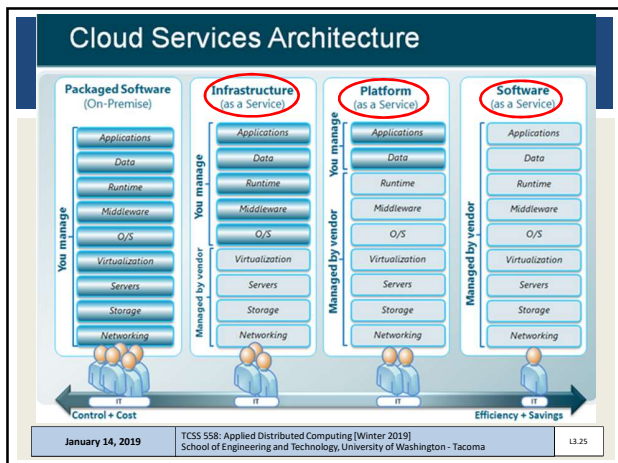 Cloud Services Architecture
Packaged Software
(On-Premise)
You manage
Applications
Data
Runtime
Middleware
O/S
Virtualization
Servers
Storage
Networking
IT
Infrastructure
(as a Service)
You manage
Managed by vendor
Applications
Data
Runtime
Middleware
O/S
Virtualization
Servers
Storage
Networking
IT
Platform
(as a Service)
You manage
Managed by vendor
Applications
Data
Runtime
Middleware
O/S
Virtualization
Servers
Storage
Networking
IT
Software
(as a Service)
Managed by vendor
Applications
Data
Runtime
Middleware
O/S
Virtualization
Servers
Storage
Networking
IT
Control + Cost
Efficiency + Savings
January 14, 2019
TCSS 558: Applied Distributed Computing [Winter 2019]
School of Engineering and Technology, University of Washington - Tacoma
L3.25